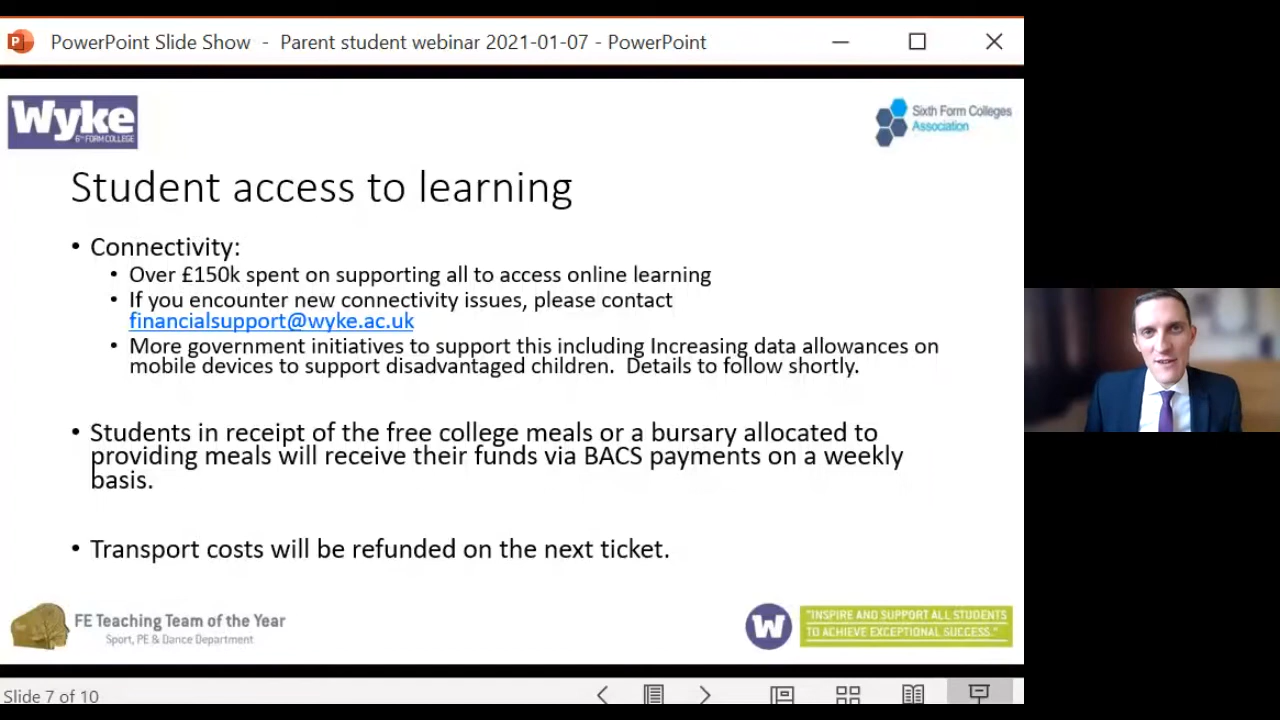 PowerPoint Slide Show - Parent student webinar 2021-01-07 - PowerPoint
Wyke
6TH FORM COLLEGE
Sixth Form Colleges
Association
Student access to learning
• Connectivity:
• Over £150k spent on supporting all to access online learning
• If you encounter new connectivity issues, please contact
financialsupport@wyke.ac.uk
• More government initiatives to support this including Increasing data allowances on
mobile devices to support disadvantaged children. Details to follow shortly.
• Students in receipt of the free college meals or a bursary allocated to
providing meals will receive their funds via BACS payments on a weekly
basis.
• Transport costs will be refunded on the next ticket.
FE Teaching Team of the Year
Sport, PE & Dance Department
W
"INSPIRE AND SUPPORT ALL STUDENTS
TO ACHIEVE EXCEPTIONAL SUCCESS."
Slide 7 of 10